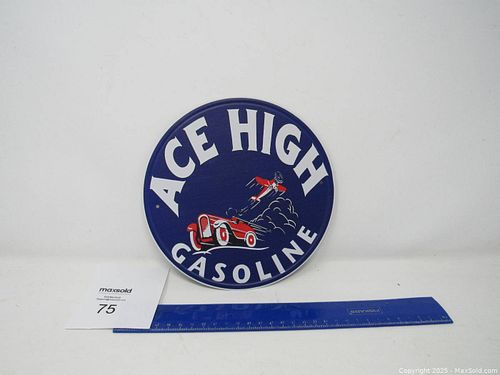 ACE HIGH
GASOLINE
maxsold
75
Copyright 2025 - MaxSold.com